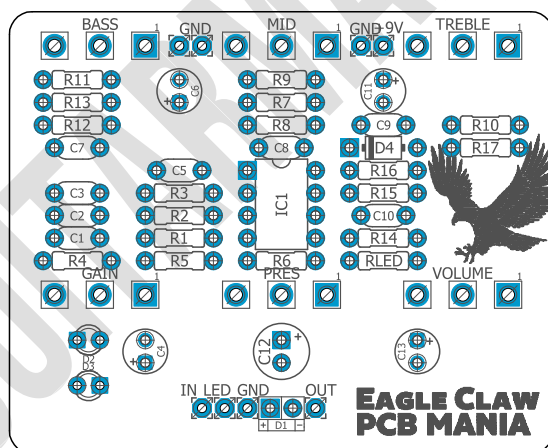 BASS GND MID GND 9V TREBLE
1 1 1
R11 C6 R9 C11
R13 R7
R12 R8 C9 R10
C7 C8 D4 R17
C5 R16
C3 R3 IC1 R15
C2 R2 C10
C1 R1 R14
R4 R5 R6 RLED
GAIN PRES VOLUME
1 1 1
D2 C4 C12 C13
D3
IN LED GND OUT
+ D1 -
EAGLE CLAW
PCB MANIA